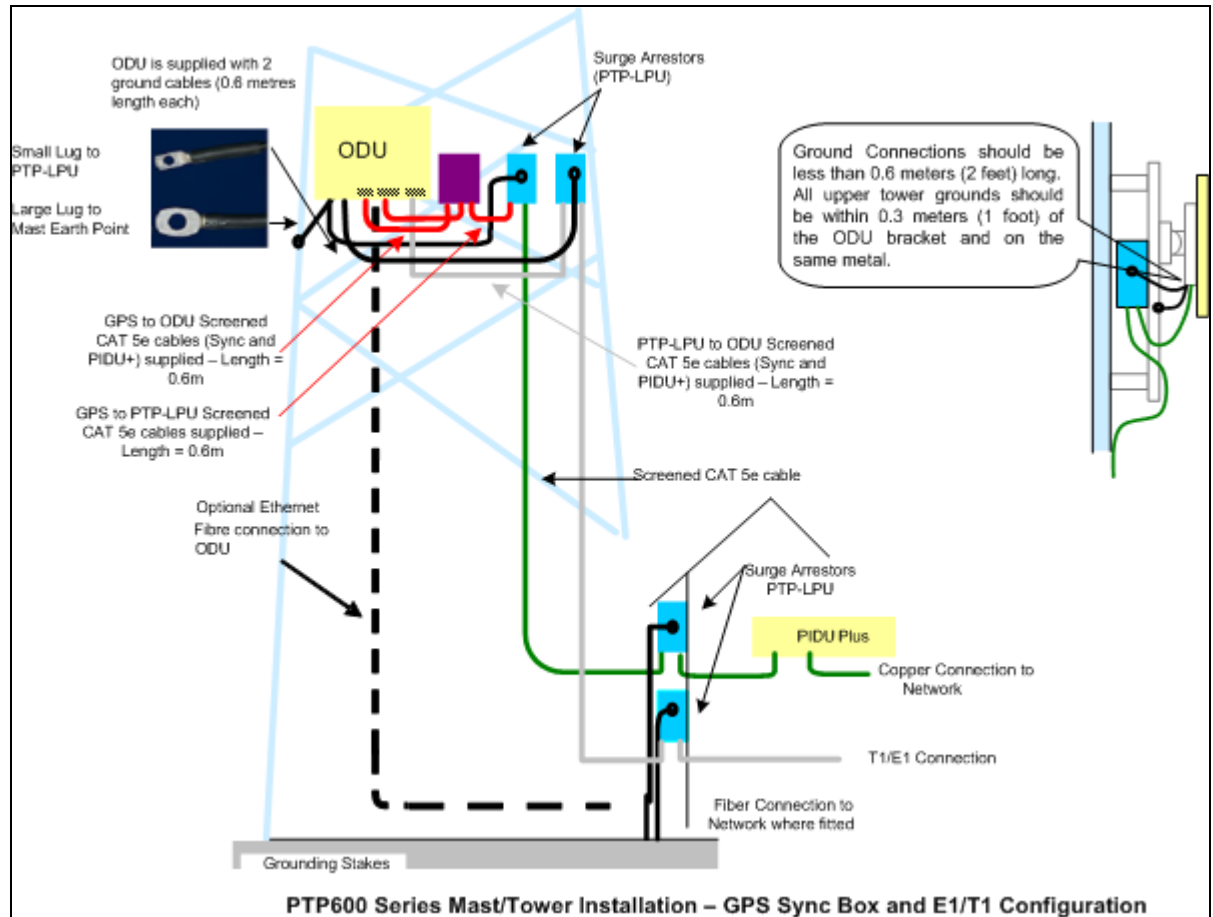 ODU is supplied with 2
ground cables (0.6 metres
length each)
Surge Arrestors
(PTP-LPU)
ODU
Small Lug to
PTP-LPU
Large Lug to
Mast Earth Point
Ground Connections should be
less than 0.6 meters (2 feet) long.
All upper tower grounds should
be within 0.3 meters (1 foot) of
the ODU bracket and on the
same metal.
GPS to ODU Screened
CAT 5e cables (Sync and
PIDU+) supplied – Length =
0.6m
PTP-LPU to ODU Screened
CAT 5e cables (Sync and
PIDU+) supplied – Length =
0.6m
GPS to PTP-LPU Screened
CAT 5e cables supplied –
Length = 0.6m
Screened CAT 5e cable
Optional Ethernet
Fibre connection to
ODU
Surge Arrestors
PTP-LPU
PIDU Plus
Copper Connection to
Network
T1/E1 Connection
Fiber Connection to
Network where fitted
Grounding Stakes
PTP600 Series Mast/Tower Installation – GPS Sync Box and E1/T1 Configuration